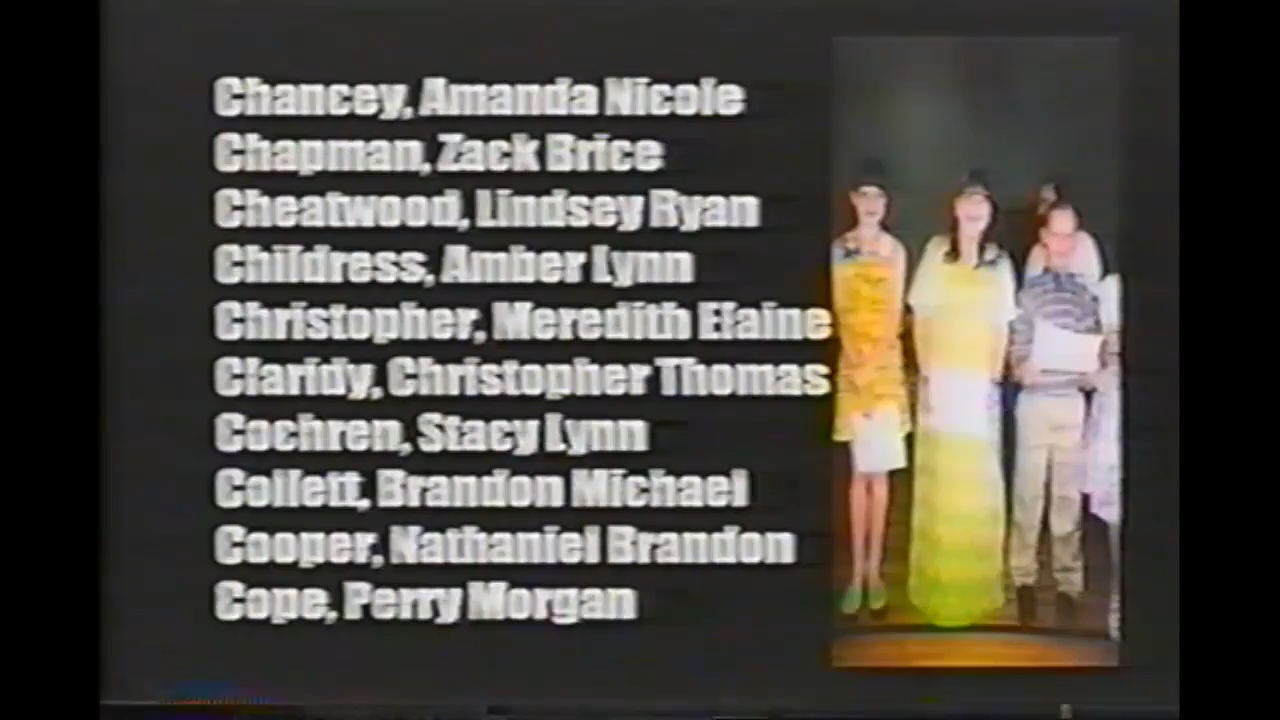 Chancey, Amanda Nicole
Chapman, Zack Brice
Cheatwood, Lindsey Ryan
Childress, Amber Lynn
Christopher, Meredith Elaine
Claridy, Christopher Thomas
Cochren, Stacy Lynn
Collett, Brandon Michael
Cooper, Nathaniel Brandon
Cope, Perry Morgan